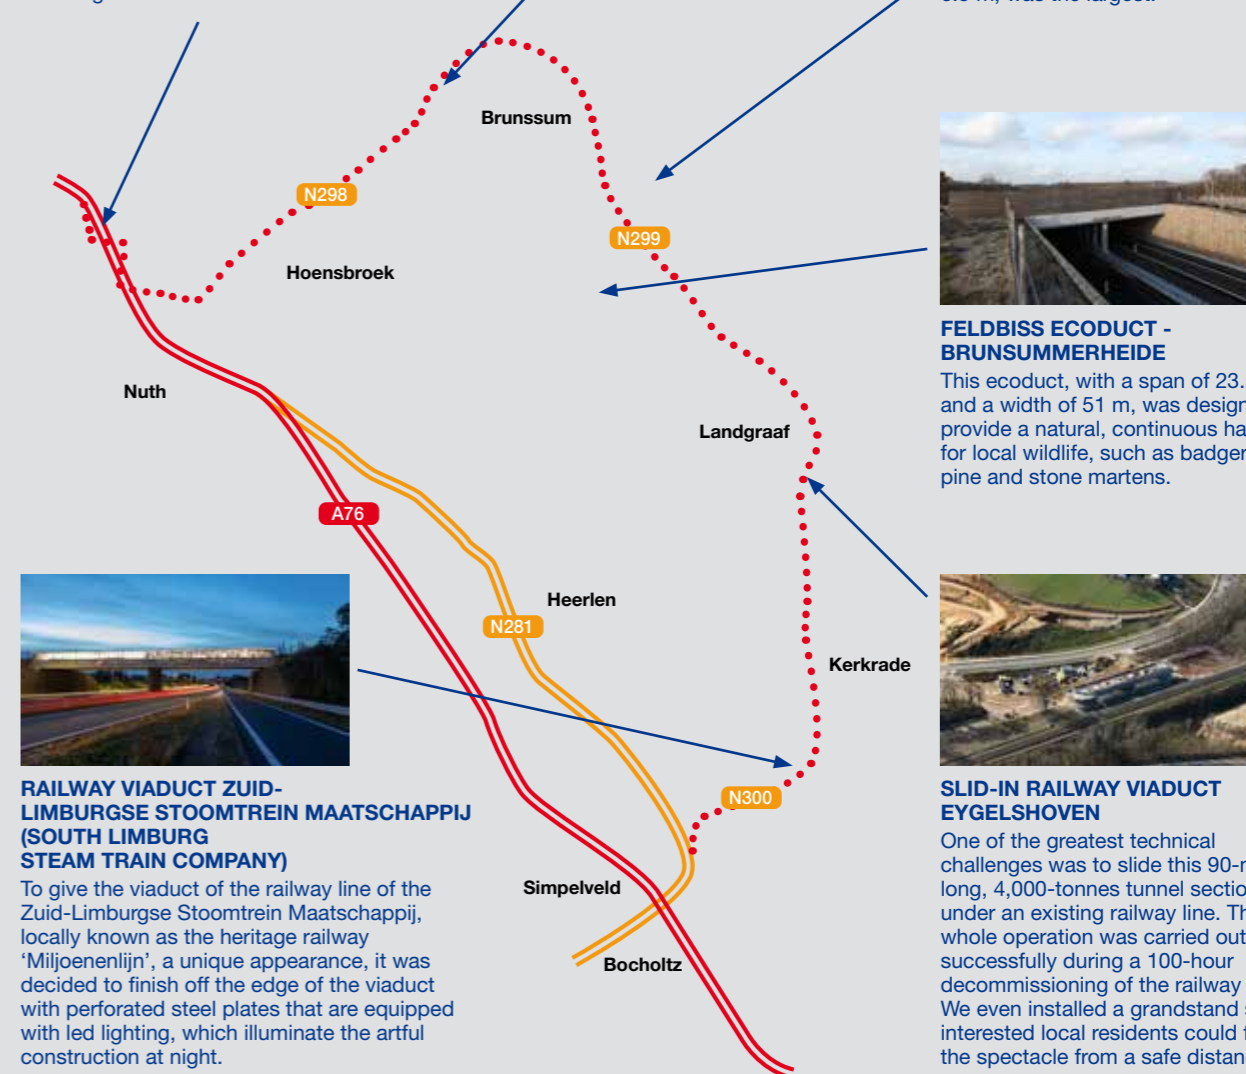 was the largest.
Brunssum
N298
N299
Hoensbroek
FELDBISS ECODUCT -
BRUNSUMMERHEIDE
This ecoduct, with a span of 23.
and a width of 51 m, was design
provide a natural, continuous ha
for local wildlife, such as badger
pine and stone martens.
Nuth
Landgraaf
A76
Heerlen
N281
Kerkrade
N300
RAILWAY VIADUCT ZUID-
LIMBURGSE STOOMTREIN MAATSCHAPPIJ
(SOUTH LIMBURG
STEAM TRAIN COMPANY)
To give the viaduct of the railway line of the
Zuid-Limburgse Stoomtrein Maatschappij,
locally known as the heritage railway
‘Miljoenenlijn’, a unique appearance, it was
decided to finish off the edge of the viaduct
with perforated steel plates that are equipped
with led lighting, which illuminate the artful
construction at night.
Simpelveld
Bocholtz
SLID-IN RAILWAY VIADUCT
EYGELSHOVEN
One of the greatest technical
challenges was to slide this 90-m
long, 4,000-tonnes tunnel sectio
under an existing railway line. Th
whole operation was carried out
successfully during a 100-hour
decommissioning of the railway
We even installed a grandstand s
interested local residents could f
the spectacle from a safe distan